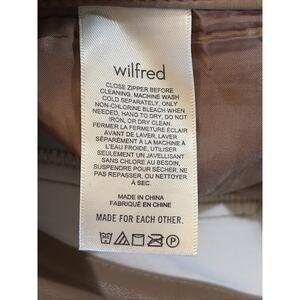 wilfred
CLOSE ZIPPER BEFORE
CLEANING, MACHINE WASH
COLD SEPARATELY, ONLY
NON-CHLORINE BLEACH WHEN
NEEDED, HANG TO DRY, DO NOT
IRON, OR DRY CLEAN.
FERMER LA FERMETURE ÉCLAIR
AVANT DE LAVER, LAVER
SÉPARÉMENT À LA MACHINE À
L'EAU FROIDE, UTILISER
SEULEMENT UN JAVELLISANT
SANS CHLORE AU BESOIN,
SUSPENDRE POUR SÉCHER, NE
PAS REPASSER, OU NETTOYER
À SEC.
MADE IN CHINA
FABRIQUÉ EN CHINE
MADE FOR EACH OTHER.
P